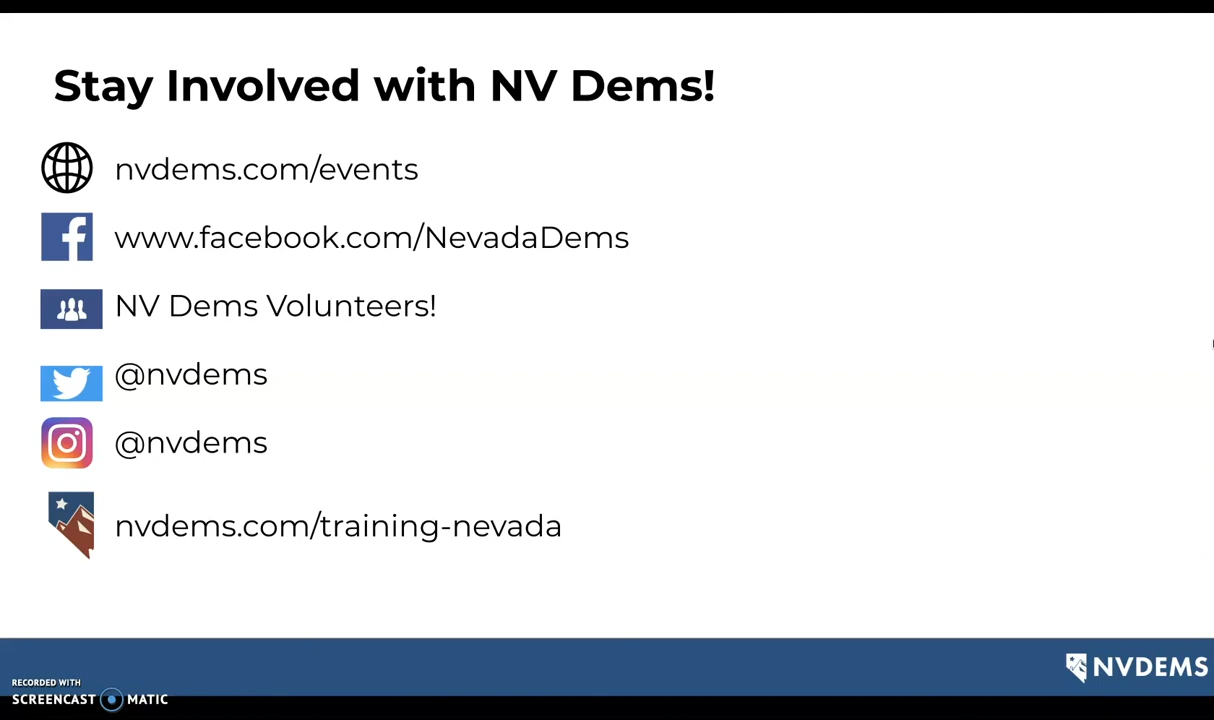 Stay Involved with NV Dems!
nvdems.com/events
www.facebook.com/NevadaDems
NV Dems Volunteers!
@nvdems
@nvdems
nvdems.com/training-nevada
NVDEMS
RECORDED WITH
SCREENCAST MATIC